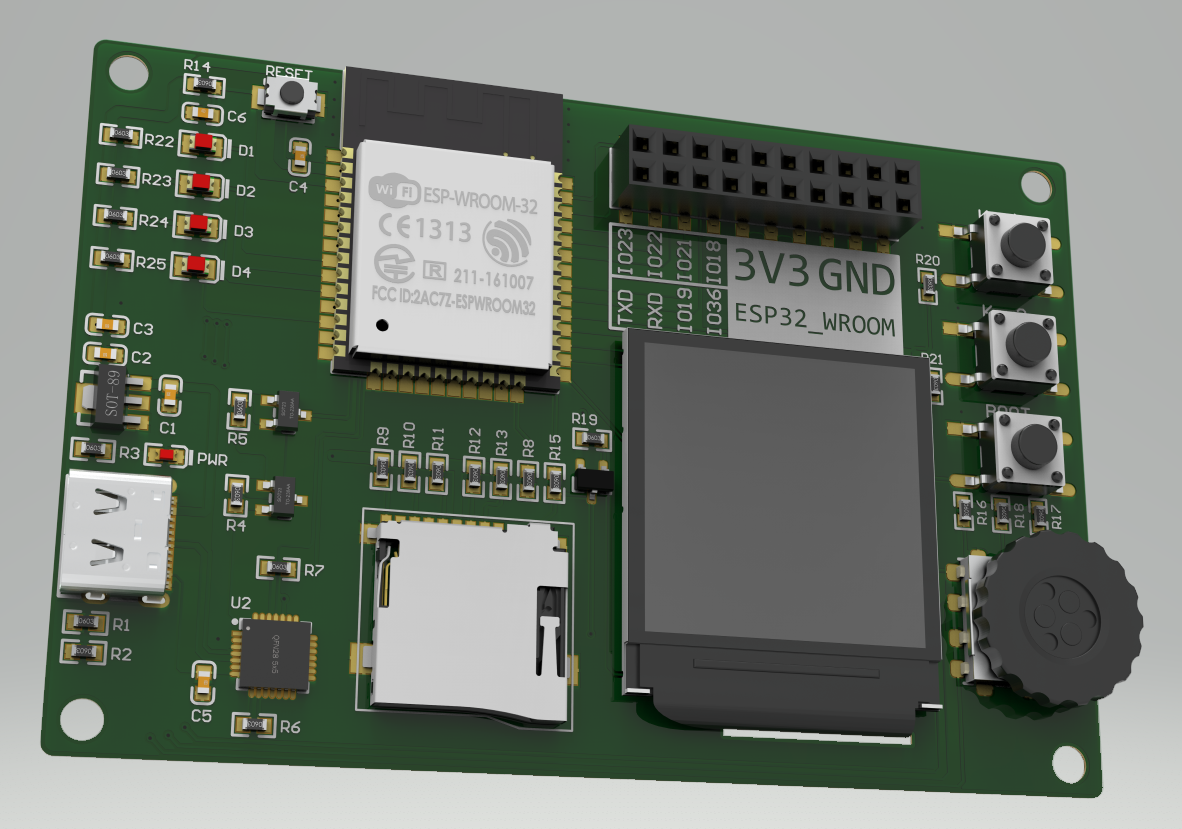 R14
RESET
C6
R22
D1
C4
R23
D2
R24
D3
R25
D4
WiFi ESP-WROOM-32
CE1313
R 211-161007
FCC ID:2AC7Z-ESPWROOM32
IO23
IO22
IO21
IO18
TXD
RXD
IO19
IO36
3V3 GND
ESP32_WROOM
R20
R21
C3
C2
SOT-89
C1
R5
R3
PWR
R4
R9
R10
R11
R12
R13
R8
R15
R19
R16
R18
R17
R7
U2
R1
R2
QFN28 5x5
C5
R6
0603